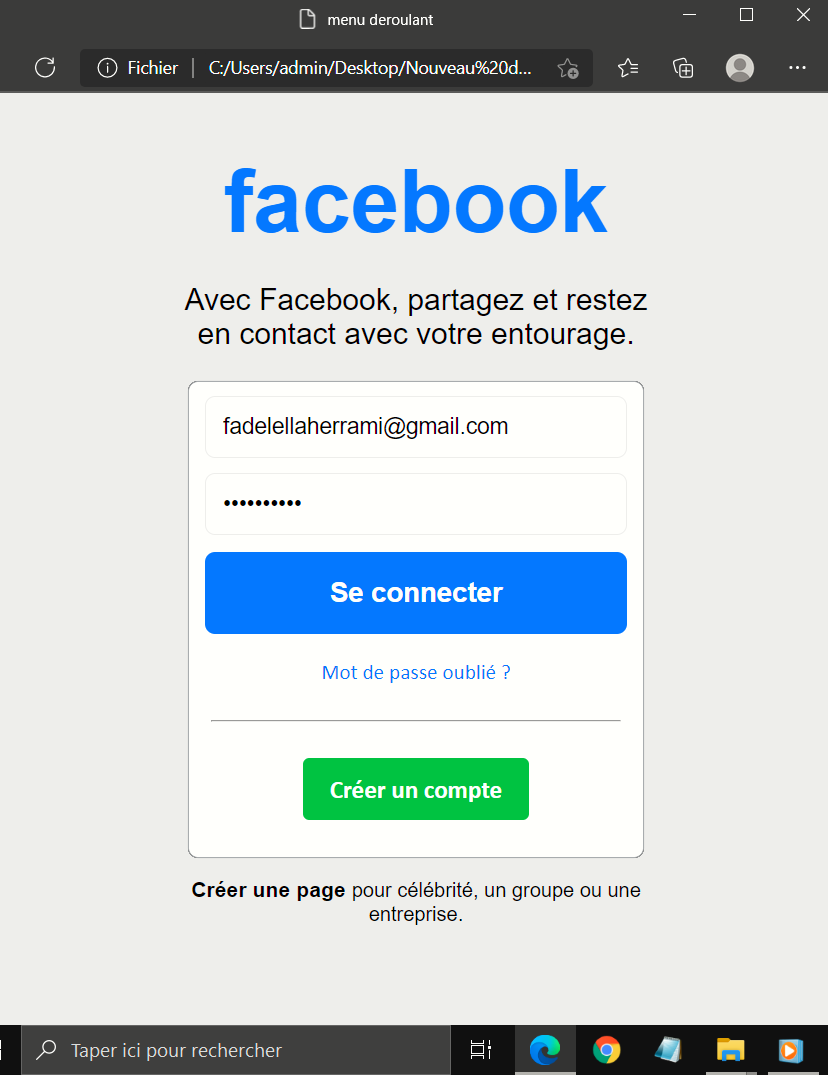 menu deroulant
Fichier
C:/Users/admin/Desktop/Nouveau%20d...
facebook
Avec Facebook, partagez et restez
en contact avec votre entourage.
fadelellaherrami@gmail.com
••••••••••
Se connecter
Mot de passe oublié ?
Créer un compte
Créer une page pour célébrité, un groupe ou une
entreprise.
Taper ici pour rechercher